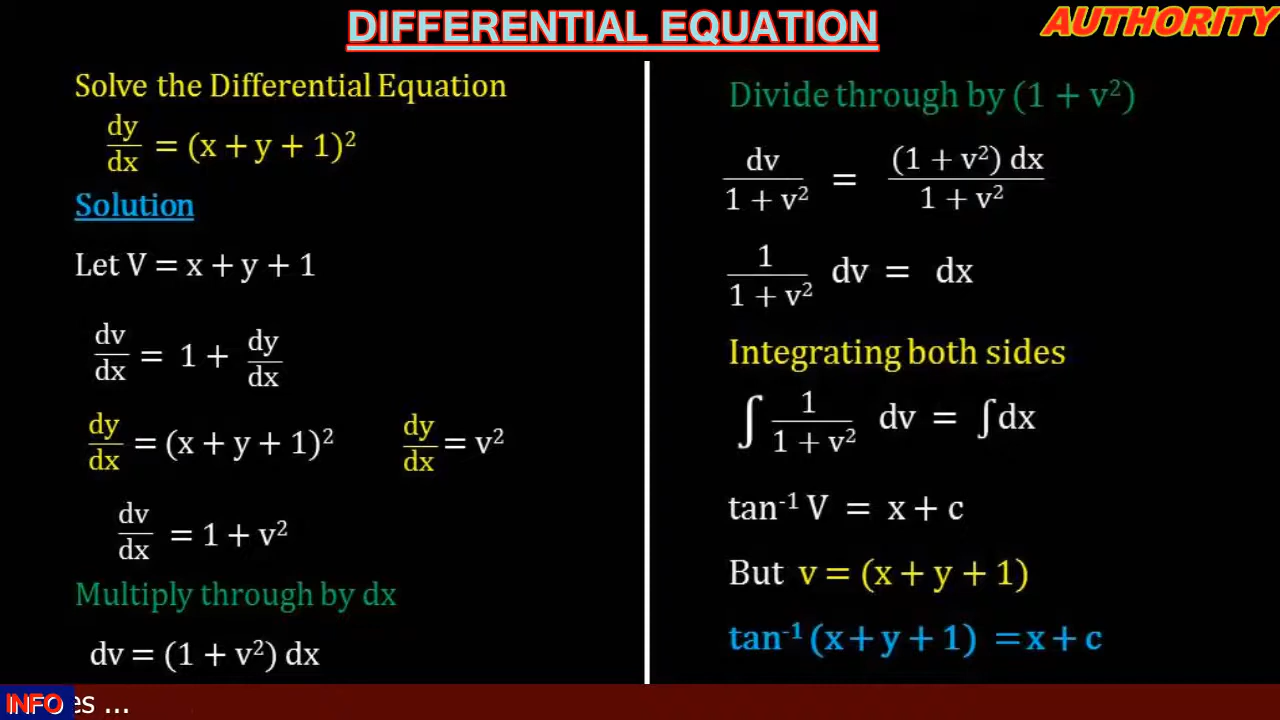 DIFFERENTIAL EQUATION
AUTHORITY
Solve the Differential Equation
dy/dx = (x + y + 1)²
Solution
Let V = x + y + 1
dv/dx = 1 + dy/dx
dy/dx = (x + y + 1)² dy/dx = v²
dv/dx = 1 + v²
Multiply through by dx
dv = (1 + v²) dx
Divide through by (1 + v²)
dv/1 + v² = (1 + v²) dx/1 + v²
1/1 + v² dv = dx
Integrating both sides
∫ 1/1 + v² dv = ∫dx
tan⁻¹ V = x + c
But v = (x + y + 1)
tan⁻¹ (x + y + 1) = x + c
INFO es ...